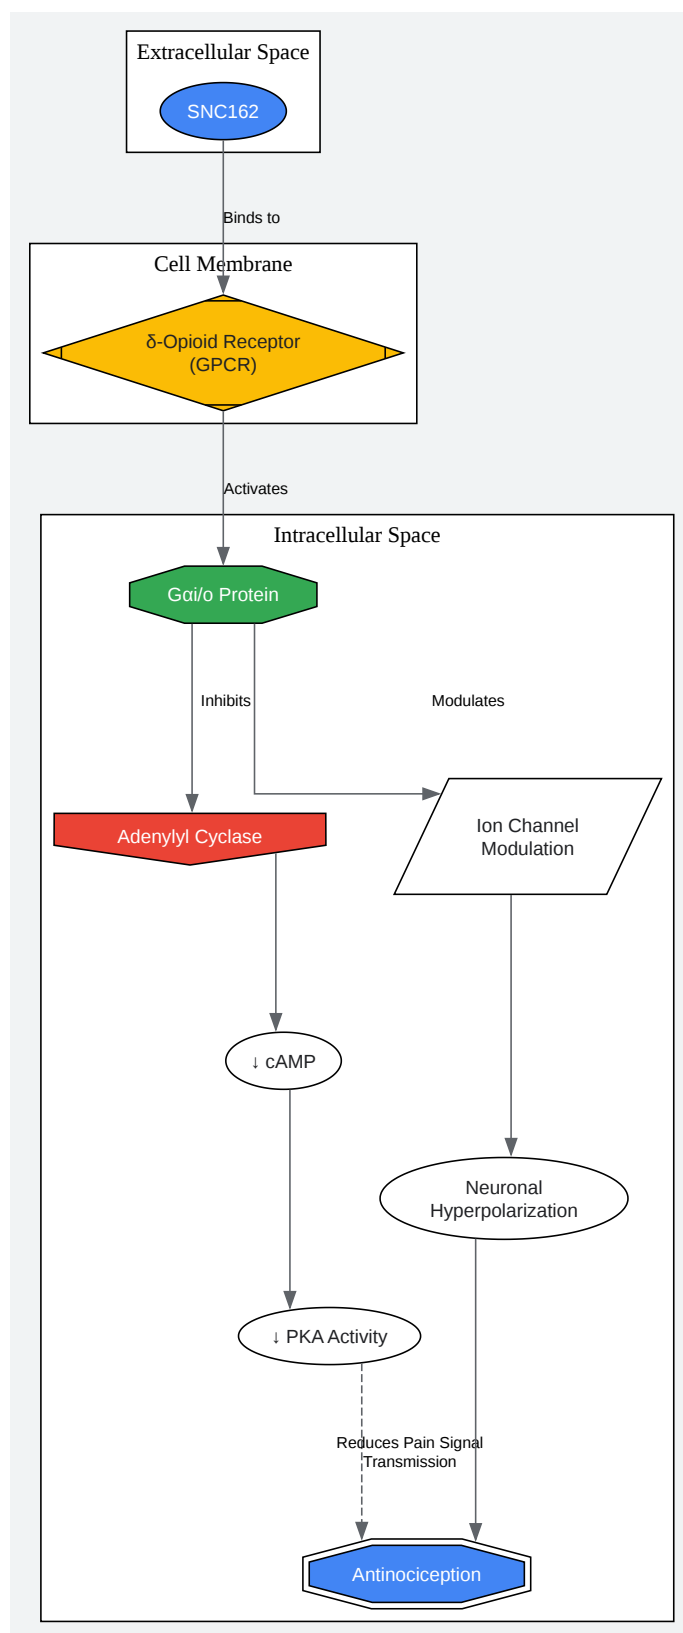 Extracellular Space
SNC162
Binds to
Cell Membrane
δ-Opioid Receptor
(GPCR)
Activates
Intracellular Space
Gαi/o Protein
Inhibits
Modulates
Adenylyl Cyclase
Ion Channel
Modulation
↓ cAMP
Neuronal
Hyperpolarization
↓ PKA Activity
Reduces Pain Signal
Transmission
Antinociception